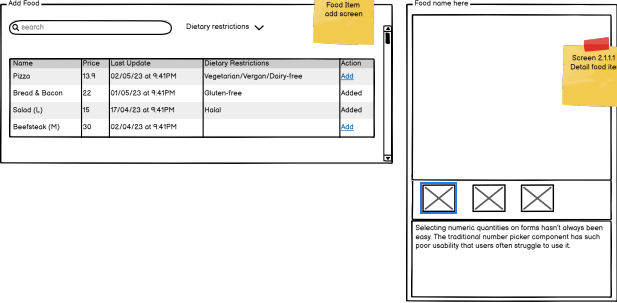 Add Food
Food Item
add screen
search
Dietary restrictions
Name Price Last Update Dietary Restrictions Action
Pizza 13.9 02/05/23 at 9:41PM Vegetarian/Vergan/Dairy-free Add
Bread & Bacon 22 01/05/23 at 9:41PM Gluten-free Added
Salad (L) 15 17/04/23 at 9:41PM Halal Added
Beefsteak (M) 30 02/04/23 at 9:41PM Add
Food name here
Screen 2.1.1.1
Detail food ite
Selecting numeric quantities on forms hasn't always been
easy. The traditional number picker component has such
poor usability that users often struggle to use it.